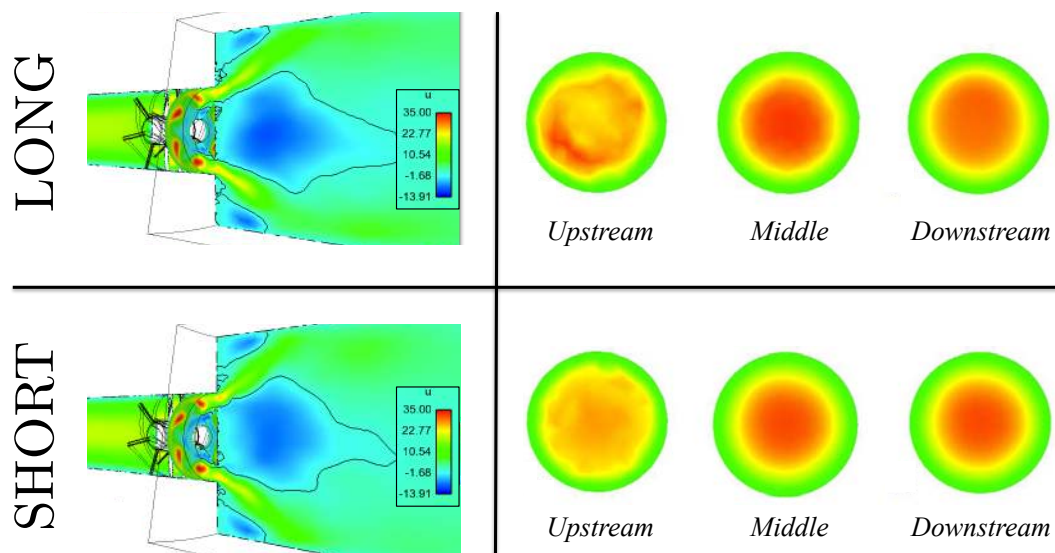 LONG
u
35.00
22.77
10.54
-1.68
-13.91
Upstream
Middle
Downstream
SHORT
u
35.00
22.77
10.54
-1.68
-13.91
Upstream
Middle
Downstream